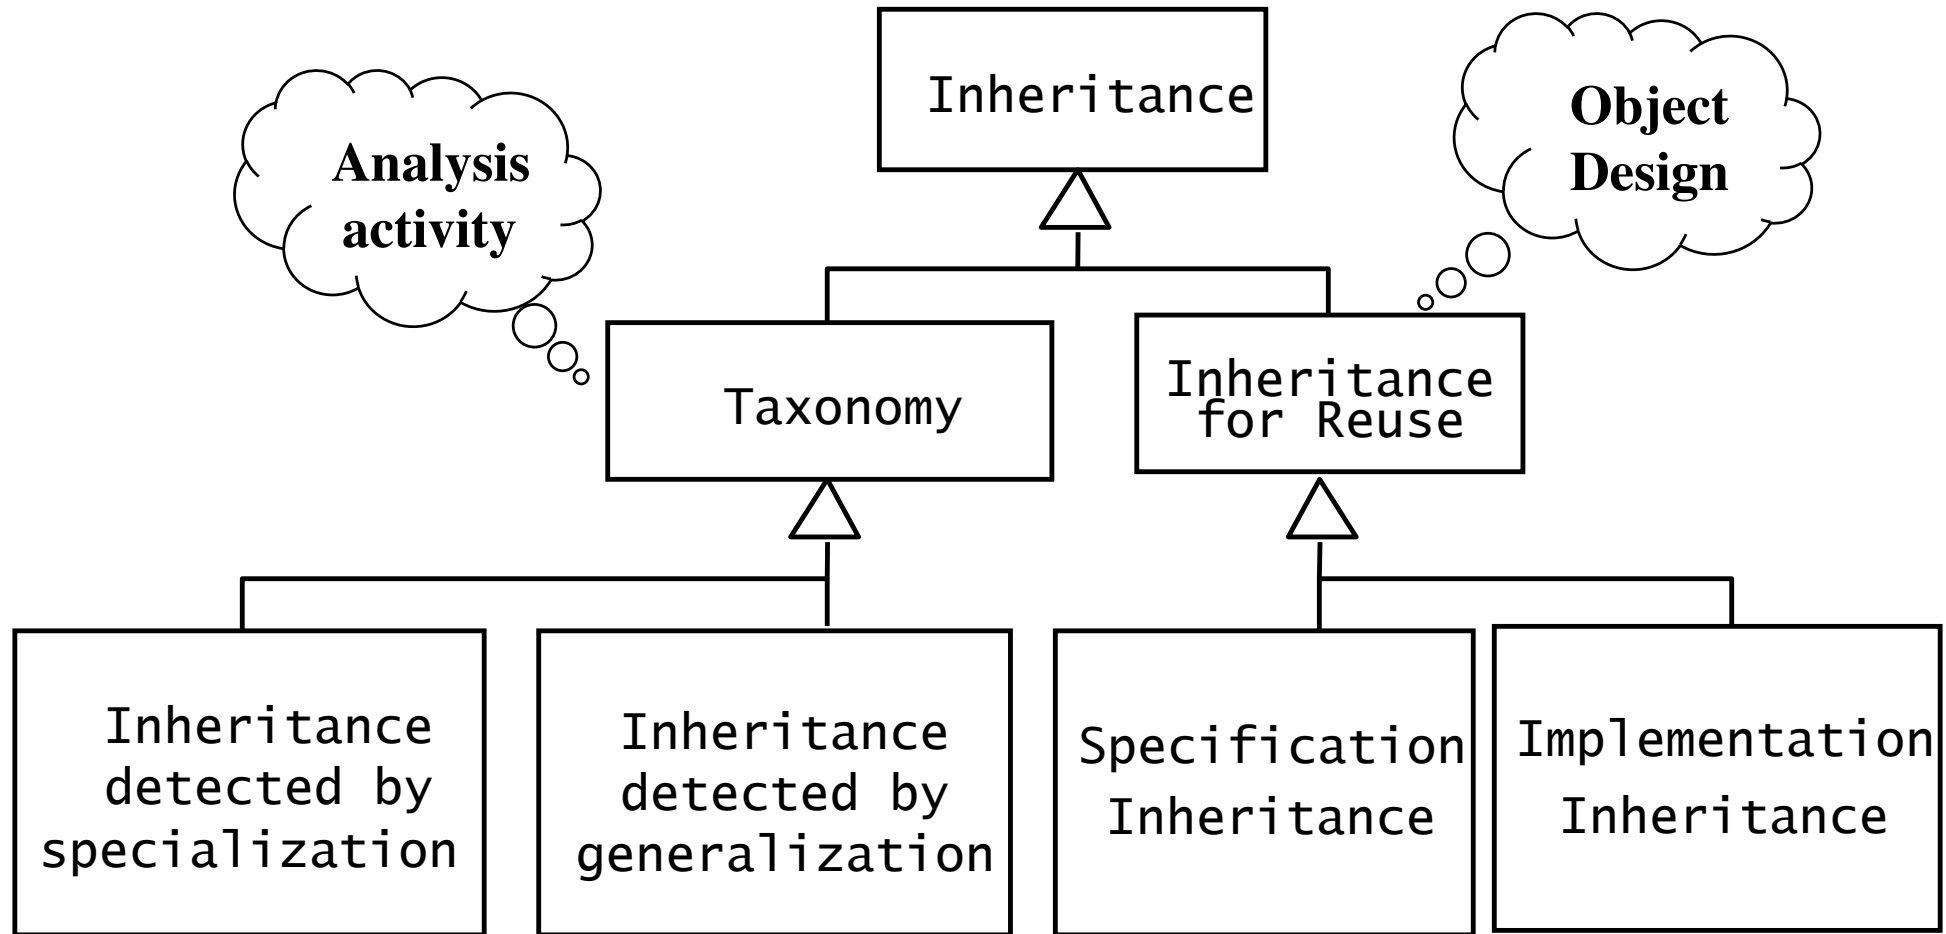 Inheritance
Object
Design
Analysis
activity
Taxonomy
Inheritance
for Reuse
Inheritance
detected by
specialization
Inheritance
detected by
generalization
Specification
Inheritance
Implementation
Inheritance